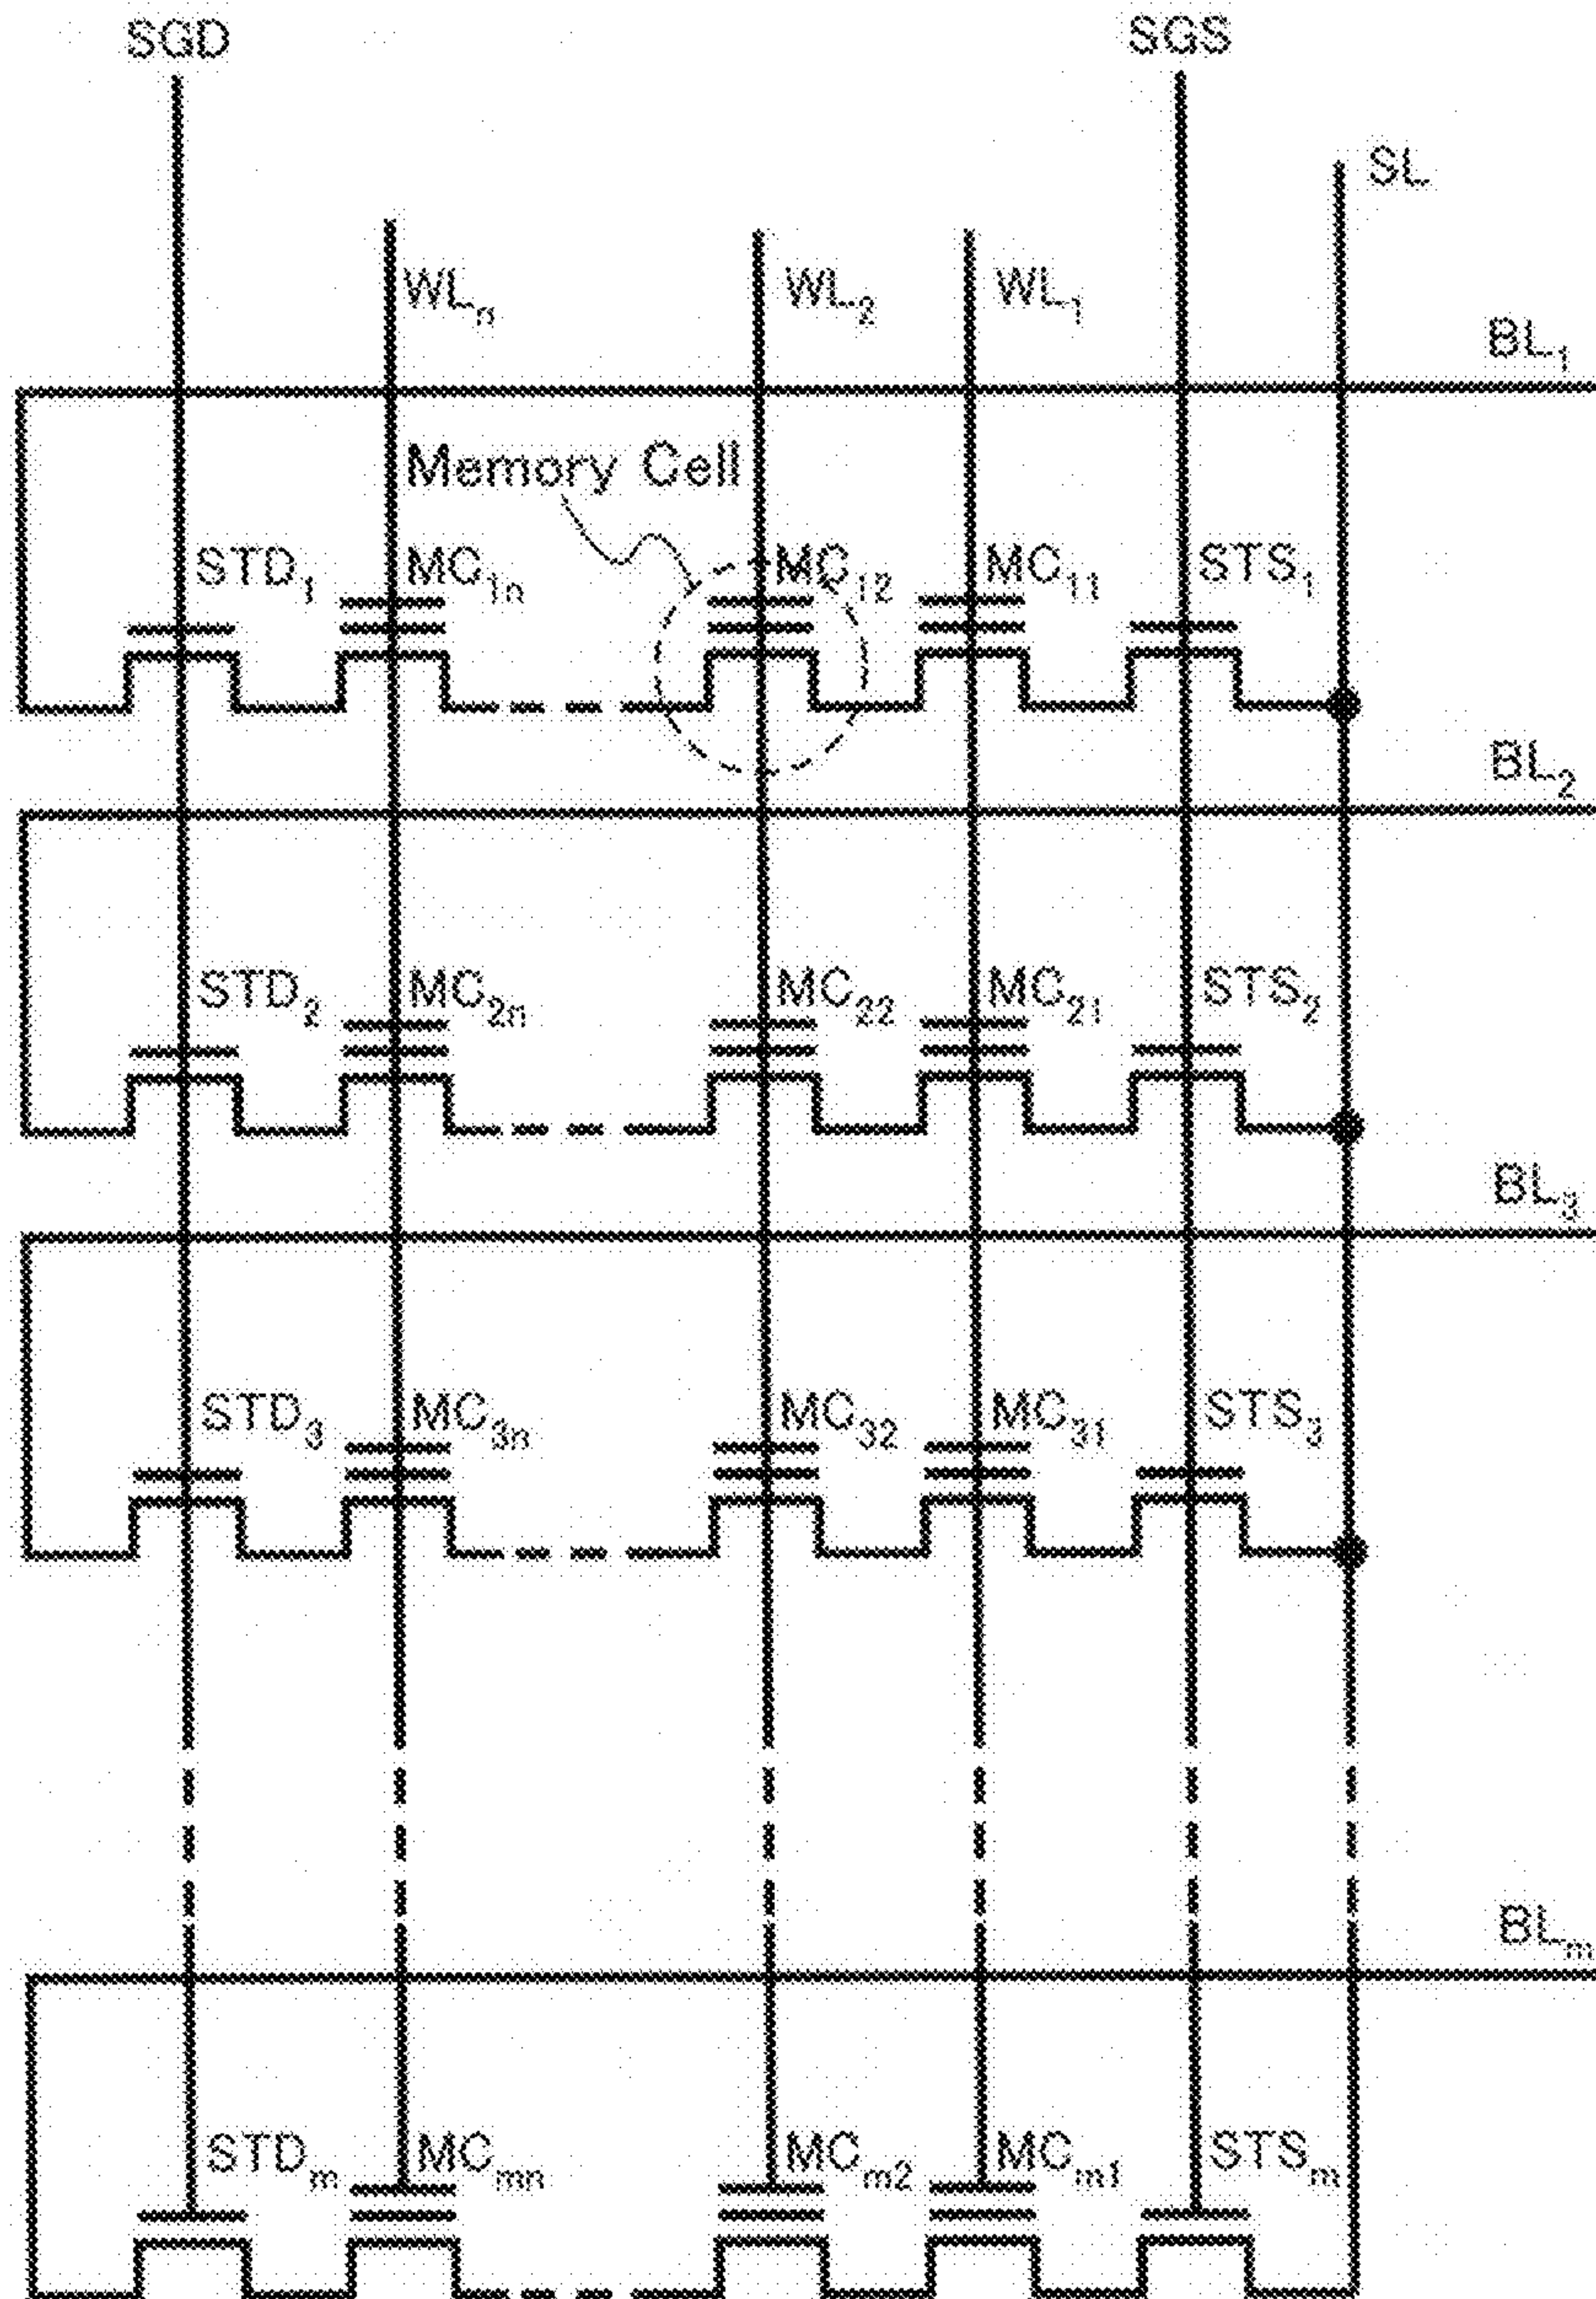 SGD SGS
SL
WLn WL2 WL1
BL1
Memory Cell
STD1 MC1n MC12 MC11 STS1
BL2
STD2 MC2n MC22 MC21 STS2
BL3
STD3 MC3n MC32 MC31 STS3
BLm
STDm MCmn MCm2 MCm1 STSm